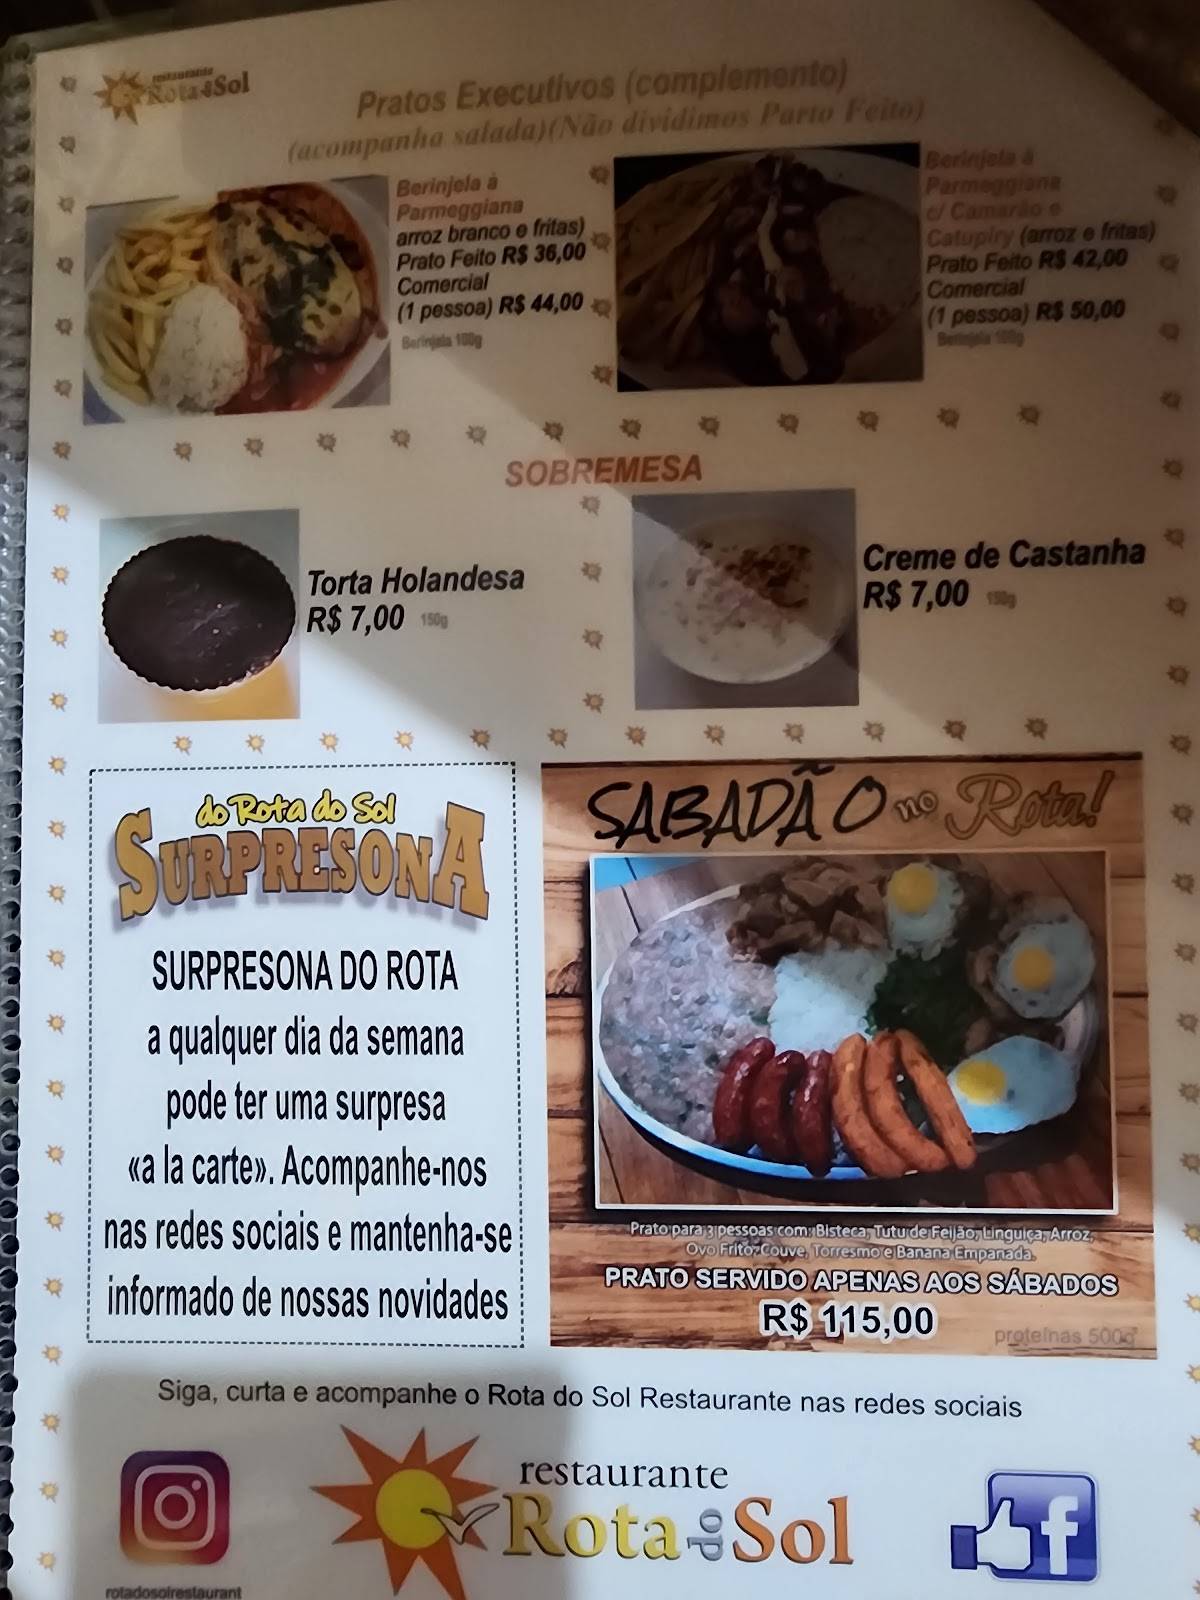 restaurante
Rota do Sol
Pratos Executivos (complemento)
(acompanha salada)(Não dividimos Parto Feito)
Berinjela à
Parmeggiana
arroz branco e fritas)
Prato Feito R$ 36,00
Comercial
(1 pessoa) R$ 44,00
Berinjela 100g
Berinjela à
Parmeggiana
c/ Camarão e
Catupiry (arroz e fritas)
Prato Feito R$ 42,00
Comercial
(1 pessoa) R$ 50,00
Berinjela 100g
SOBREMESA
Torta Holandesa
R$ 7,00 150g
Creme de Castanha
R$ 7,00 150g
do Rota do Sol
SURPRESONA
SURPRESONA DO ROTA
a qualquer dia da semana
pode ter uma surpresa
«a la carte». Acompanhe-nos
nas redes sociais e mantenha-se
informado de nossas novidades
SABADÃO no Rota!
Prato para 3 pessoas com: Bisteca, Tutu de Feijão, Linguiça, Arroz,
Ovo Frito, Couve, Torresmo e Banana Empanada.
PRATO SERVIDO APENAS AOS SÁBADOS
R$ 115,00
proteínas 500g
Siga, curta e acompanhe o Rota do Sol Restaurante nas redes sociais
restaurante
Rota do Sol
f
rotadosolrestaurant